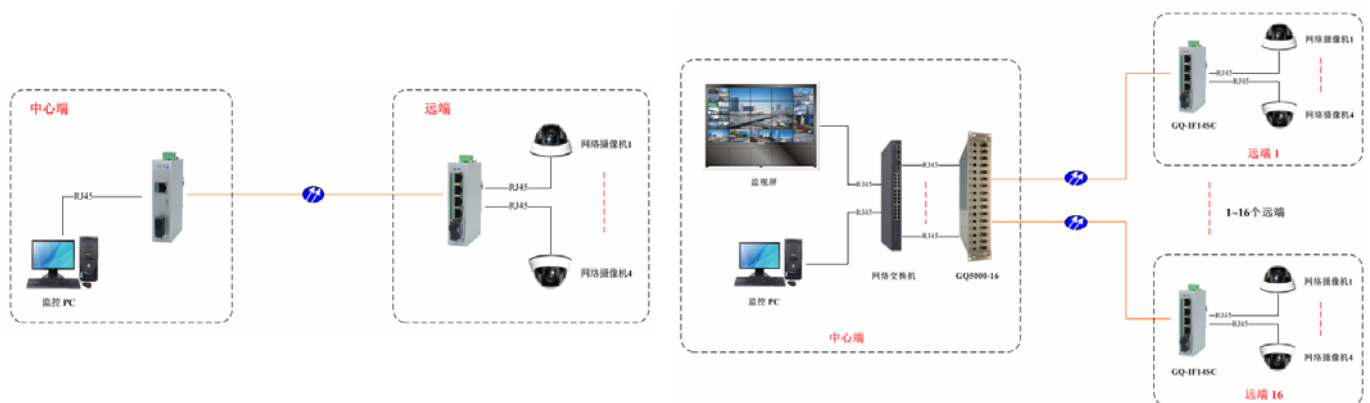 中心端
RJ45
监控 PC
远端
RJ45
RJ45
网络摄像机1
网络摄像机4
监视屏
RJ45
RJ45
监控 PC
网络交换机
RJ45
RJ45
GQ5000-16
中心端
GQ-IF14SC
RJ45
RJ45
网络摄像机1
网络摄像机4
远端 1
1~16个远端
GQ-IF14SC
RJ45
RJ45
网络摄像机1
网络摄像机4
远端 16